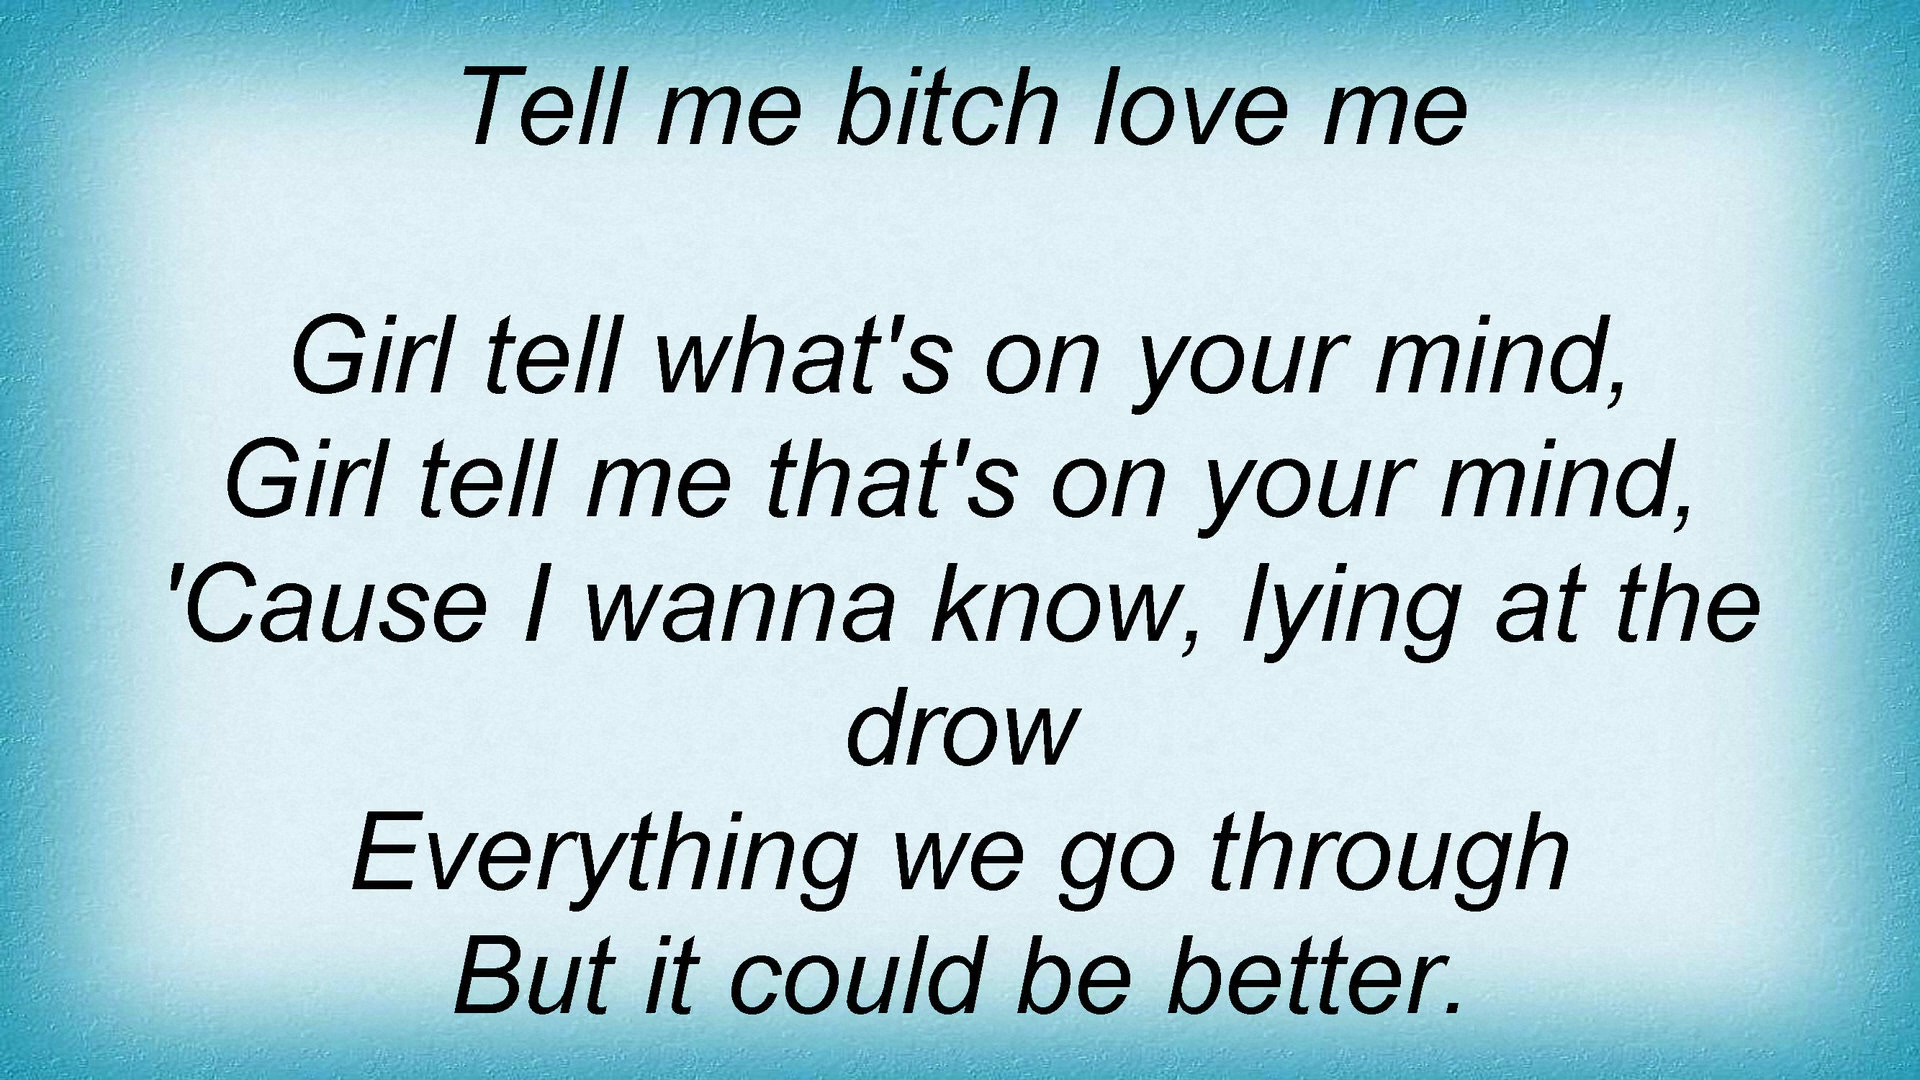 Tell me bitch love me
Girl tell what's on your mind,
Girl tell me that's on your mind,
'Cause I wanna know, lying at the
drow
Everything we go through
But it could be better.